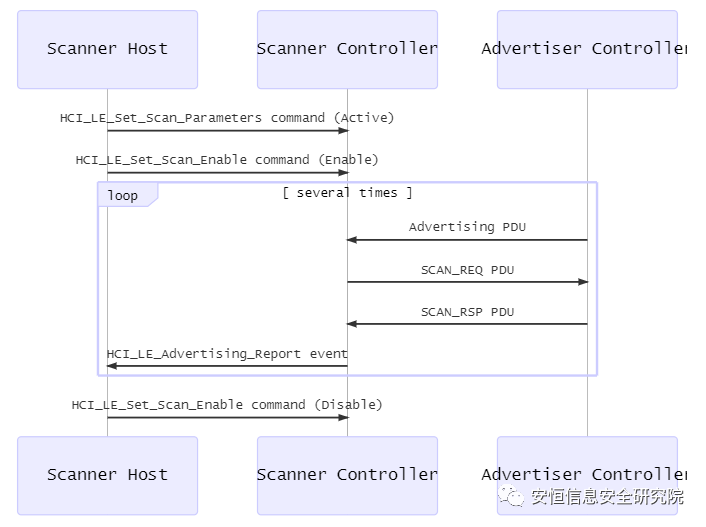 Scanner Host Scanner Controller Advertiser Controller
HCI_LE_Set_Scan_Parameters command (Active)
HCI_LE_Set_Scan_Enable command (Enable)
loop [ several times ]
Advertising PDU
SCAN_REQ PDU
SCAN_RSP PDU
HCI_LE_Advertising_Report event
HCI_LE_Set_Scan_Enable command (Disable)
Scanner Host Scanner Controller Advertiser Controller
安恒信息安全研究院